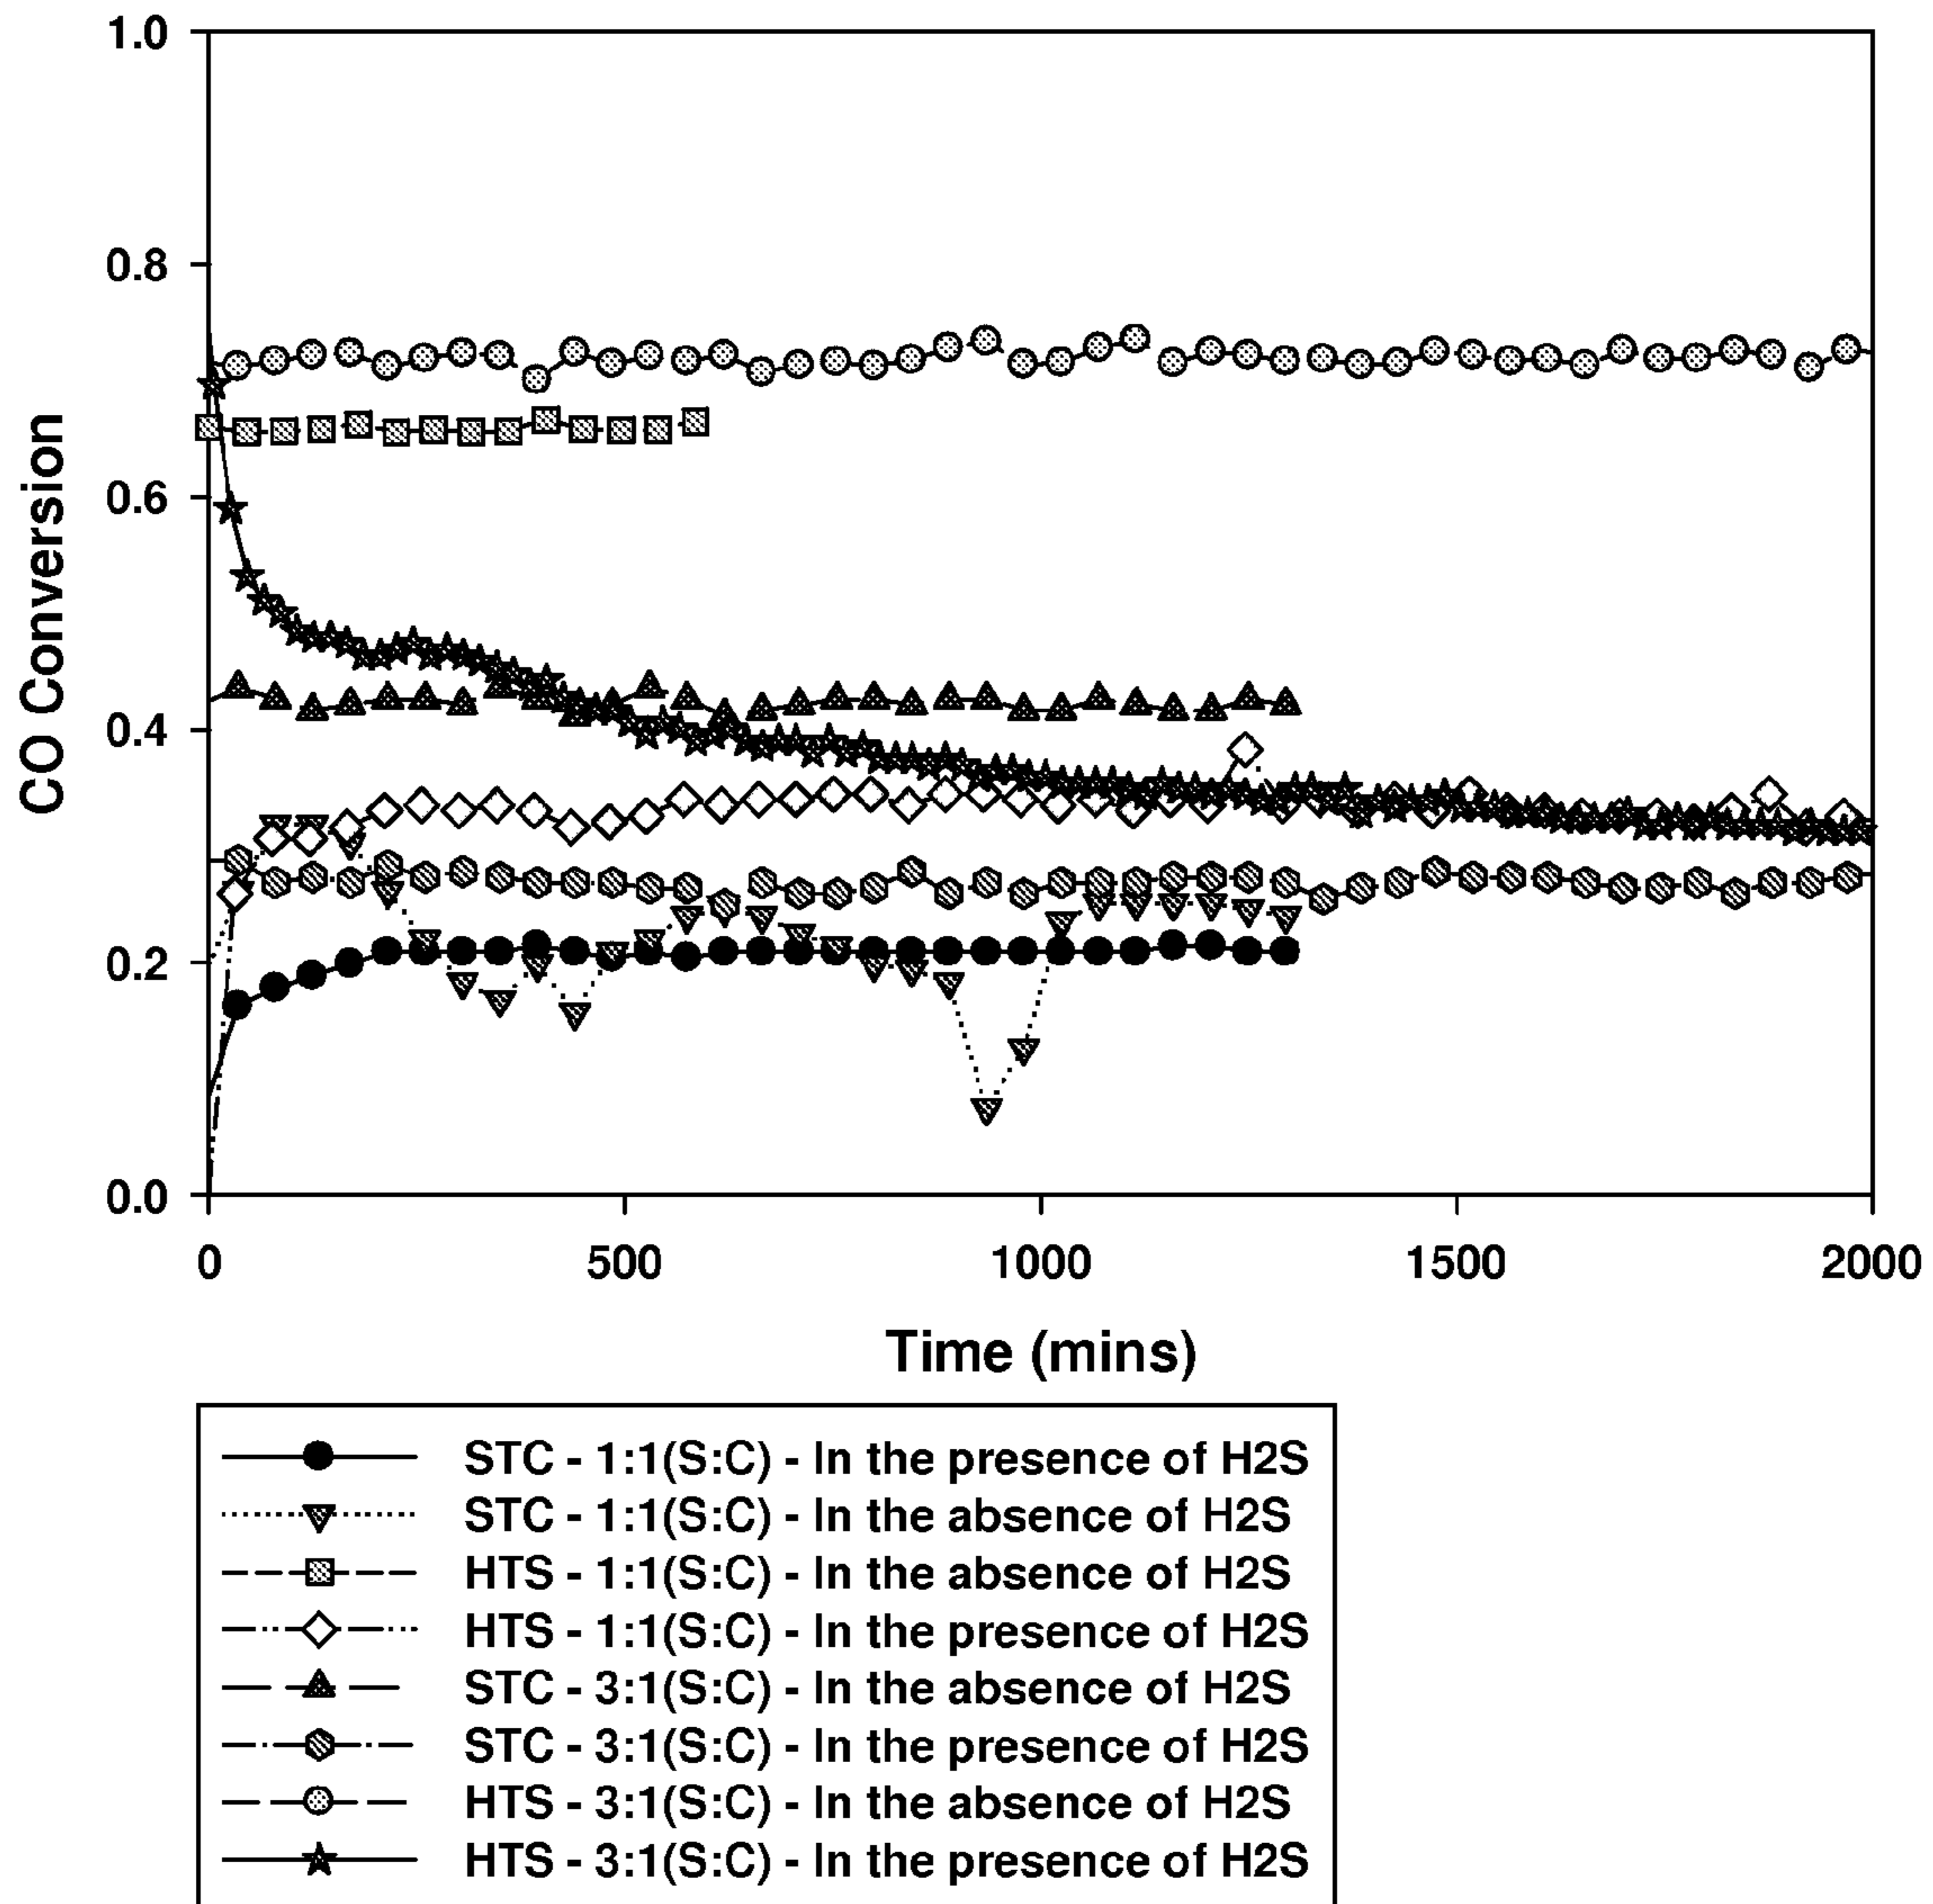 1.0
0.8
0.6
0.4
0.2
0.0
CO Conversion
0 500 1000 1500 2000
Time (mins)
STC - 1:1(S:C) - In the presence of H2S
STC - 1:1(S:C) - In the absence of H2S
HTS - 1:1(S:C) - In the absence of H2S
HTS - 1:1(S:C) - In the presence of H2S
STC - 3:1(S:C) - In the absence of H2S
STC - 3:1(S:C) - In the presence of H2S
HTS - 3:1(S:C) - In the absence of H2S
HTS - 3:1(S:C) - In the presence of H2S